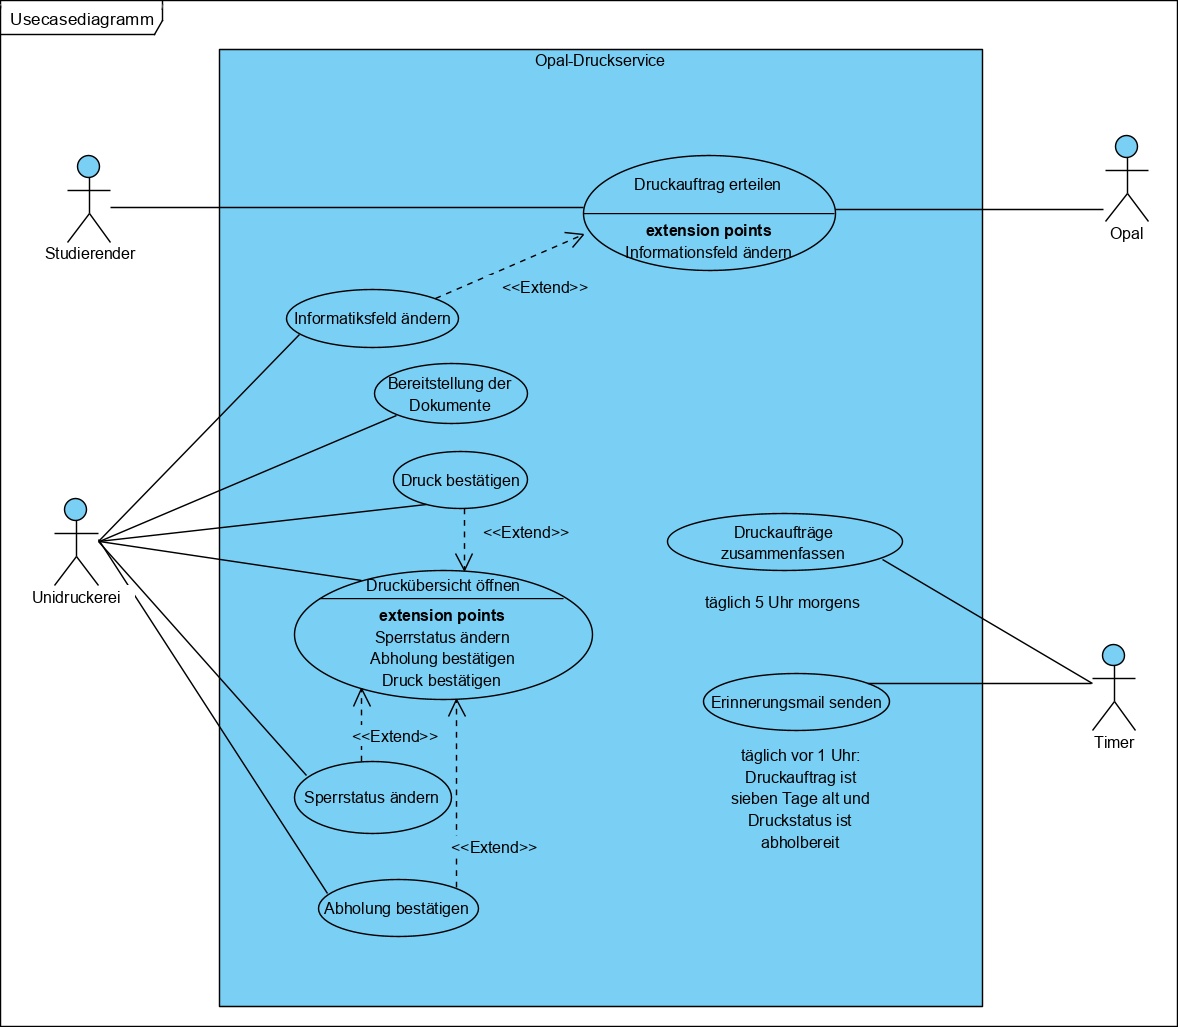 Usecasediagramm
Opal-Druckservice
Studierender
Druckauftrag erteilen
extension points
Informationsfeld ändern
Opal
<<Extend>>
Informatiksfeld ändern
Bereitstellung der
Dokumente
Druck bestätigen
<<Extend>>
Unidruckerei
Druckübersicht öffnen
extension points
Sperrstatus ändern
Abholung bestätigen
Druck bestätigen
<<Extend>>
Sperrstatus ändern
<<Extend>>
Abholung bestätigen
Druckaufträge
zusammenfassen
täglich 5 Uhr morgens
Erinnerungsmail senden
täglich vor 1 Uhr:
Druckauftrag ist
sieben Tage alt und
Druckstatus ist
abholbereit
Timer